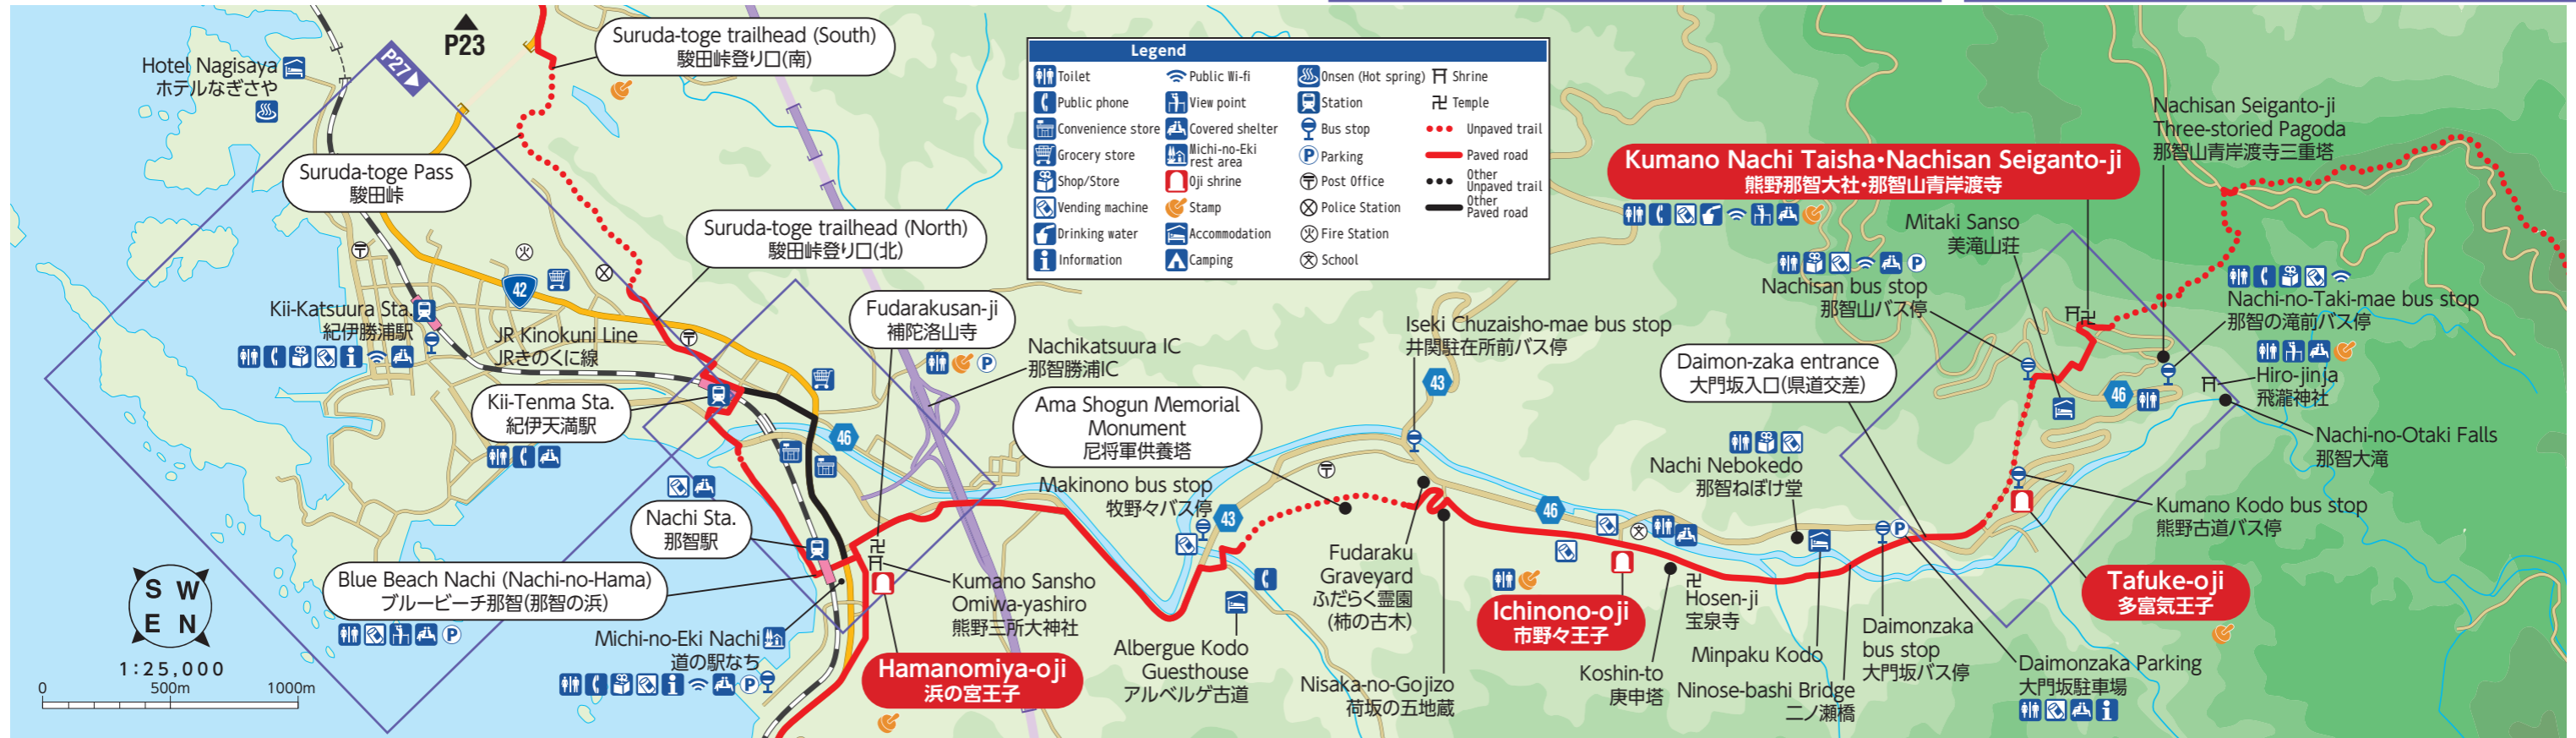 P23
Suruda-toge trailhead (South)
駿田峠登り口(南)
Hotel Nagisaya
ホテルなぎさや
P27
Legend
Toilet
Public Wi-fi
Onsen (Hot spring)
Shrine
Public phone
View point
Station
Temple
Convenience store
Covered shelter
Bus stop
Unpaved trail
Grocery store
Michi-no-Eki
rest area
Parking
Paved road
Shop/Store
Oji shrine
Post Office
Other
Unpaved trail
Vending machine
Stamp
Police Station
Other
Paved road
Drinking water
Accommodation
Fire Station
Information
Camping
School
Nachisan Seiganto-ji
Three-storied Pagoda
那智山青岸渡寺三重塔
Kumano Nachi Taisha・Nachisan Seiganto-ji
熊野那智大社・那智山青岸渡寺
Suruda-toge Pass
駿田峠
Suruda-toge trailhead (North)
駿田峠登り口(北)
Mitaki Sanso
美滝山荘
Nachisan bus stop
那智山バス停
Nachi-no-Taki-mae bus stop
那智の滝前バス停
42
Kii-Katsuura Sta.
紀伊勝浦駅
JR Kinokuni Line
JRきのくに線
Fudarakusan-ji
補陀洛山寺
Nachikatsuura IC
那智勝浦IC
Iseki Chuzaisho-mae bus stop
井関駐在所前バス停
43
Daimon-zaka entrance
大門坂入口(県道交差)
46
Hiro-jinja
飛瀧神社
Kii-Tenma Sta.
紀伊天満駅
46
Ama Shogun Memorial
Monument
尼将軍供養塔
Nachi-no-Otaki Falls
那智大滝
Makinono bus stop
牧野々バス停
43
46
Nachi Nebokedo
那智ねぼけ堂
Kumano Kodo bus stop
熊野古道バス停
Nachi Sta.
那智駅
Fudaraku
Graveyard
ふだらく霊園
(柿の古木)
Blue Beach Nachi (Nachi-no-Hama)
ブルービーチ那智(那智の浜)
Kumano Sansho
Omiwa-yashiro
熊野三所大神社
Ichinono-oji
市野々王子
Hosen-ji
宝泉寺
Tafuke-oji
多富気王子
S W
E N
1:25,000
0 500m 1000m
Michi-no-Eki Nachi
道の駅なち
Hamanomiya-oji
浜の宮王子
Albergue Kodo
Guesthouse
アルベルゲ古道
Nisaka-no-Gojizo
荷坂の五地蔵
Koshin-to
庚申塔
Minpaku Kodo
Ninose-bashi Bridge
二ノ瀬橋
Daimonzaka
bus stop
大門坂バス停
Daimonzaka Parking
大門坂駐車場